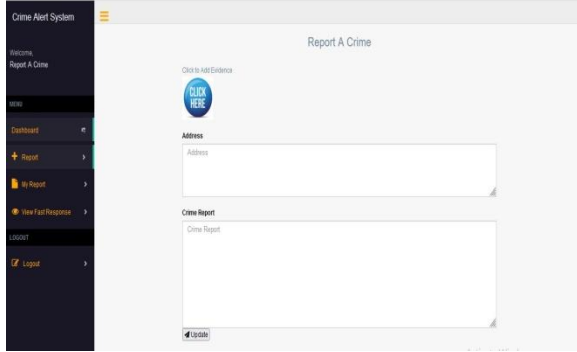 Crime Alert System
Welcome,
Report A Crime
MENU
Dashboard
Report
My Report
View Fast Response
LOGOUT
Logout
Report A Crime
Click to Add Evidence
CLICK
HERE
Address
Address
Crime Report
Crime Report
Update